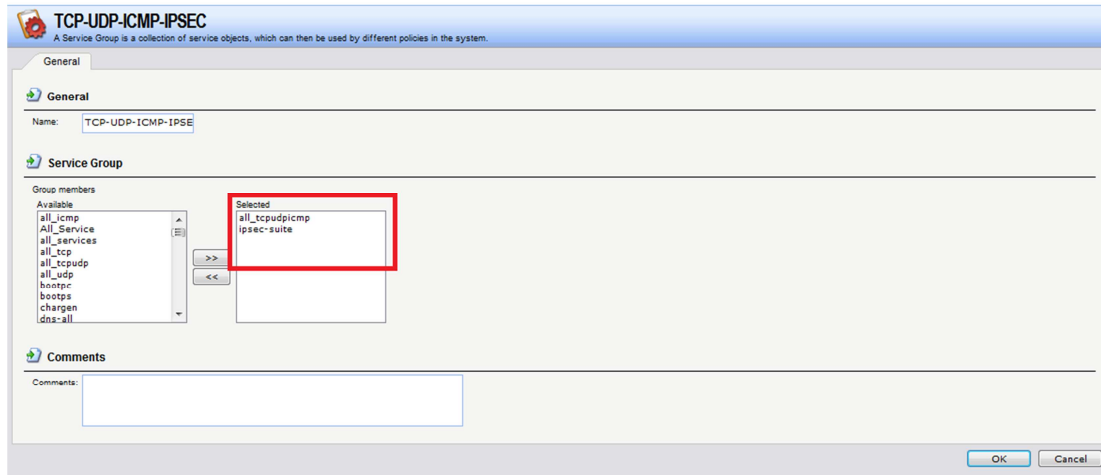 TCP-UDP-ICMP-IPSEC
A Service Group is a collection of service objects, which can then be used by different policies in the system.
General
General
Name: TCP-UDP-ICMP-IPSE
Service Group
Group members
Available
all_icmp
All_Service
all_services
all_tcp
all_tcpudp
all_udp
bootpc
bootps
chargen
dns-all
>>
<<
Selected
all_tcpudpicmp
ipsec-suite
Comments
Comments:
OK Cancel